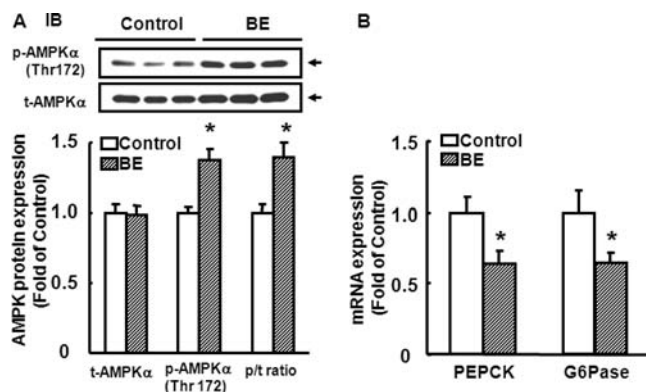 A IB
Control BE
p-AMPKα
(Thr172)
t-AMPKα
AMPK protein expression
(Fold of Control)
1.5
1.0
0.5
0
Control
BE
*
*
t-AMPKα p-AMPKα p/t ratio
(Thr 172)
B
mRNA expression
(Fold of Control)
1.5
1.0
0.5
0
Control
BE
*
*
PEPCK G6Pase